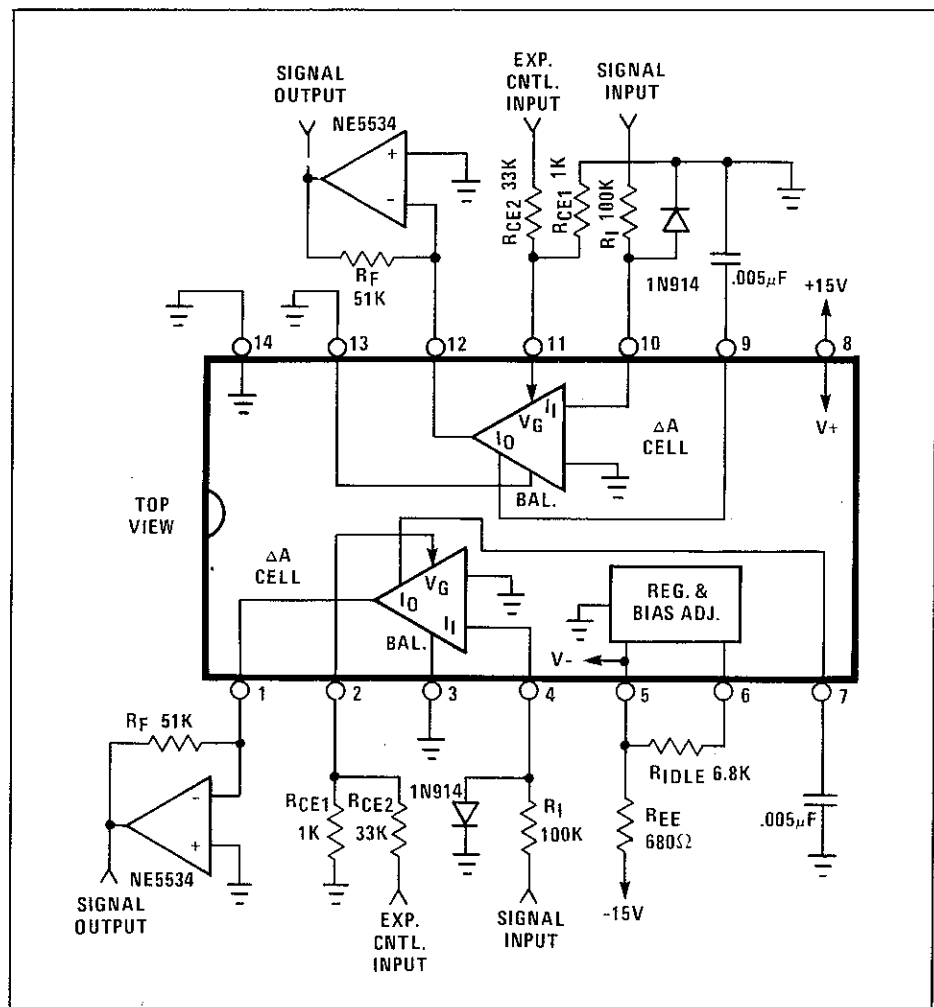 SIGNAL
OUTPUT
NE5534
+
-
RF
51K
EXP.
CNTL.
INPUT
RCE2 33K
RCE1 1K
SIGNAL
INPUT
RI 100K
1N914
.005μF
+15V
14
13
12
11
10
9
8
VG
II
IO
BAL.
ΔA
CELL
V+
TOP
VIEW
ΔA
CELL
VG
IO
II
BAL.
REG. &
BIAS ADJ.
V-
1
2
3
4
5
6
7
RF 51K
-
+
NE5534
SIGNAL
OUTPUT
RCE1
1K
RCE2
33K
EXP.
CNTL.
INPUT
1N914
RI
100K
SIGNAL
INPUT
RIDLE 6.8K
REE
680Ω
-15V
.005μF